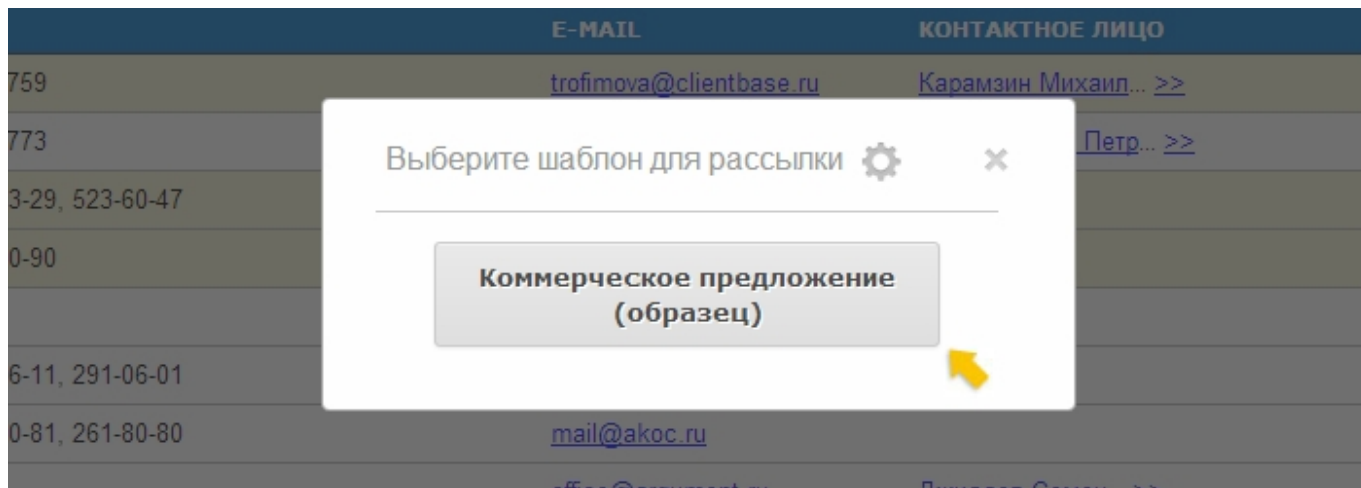 E-MAIL КОНТАКТНОЕ ЛИЦО
759 trofimova@clientbase.ru Карамзин Михаил... >>
773 Петр... >>
Выберите шаблон для рассылки
3-29, 523-60-47
0-90
Коммерческое предложение
(образец)
6-11, 291-06-01
0-81, 261-80-80 mail@akoc.ru